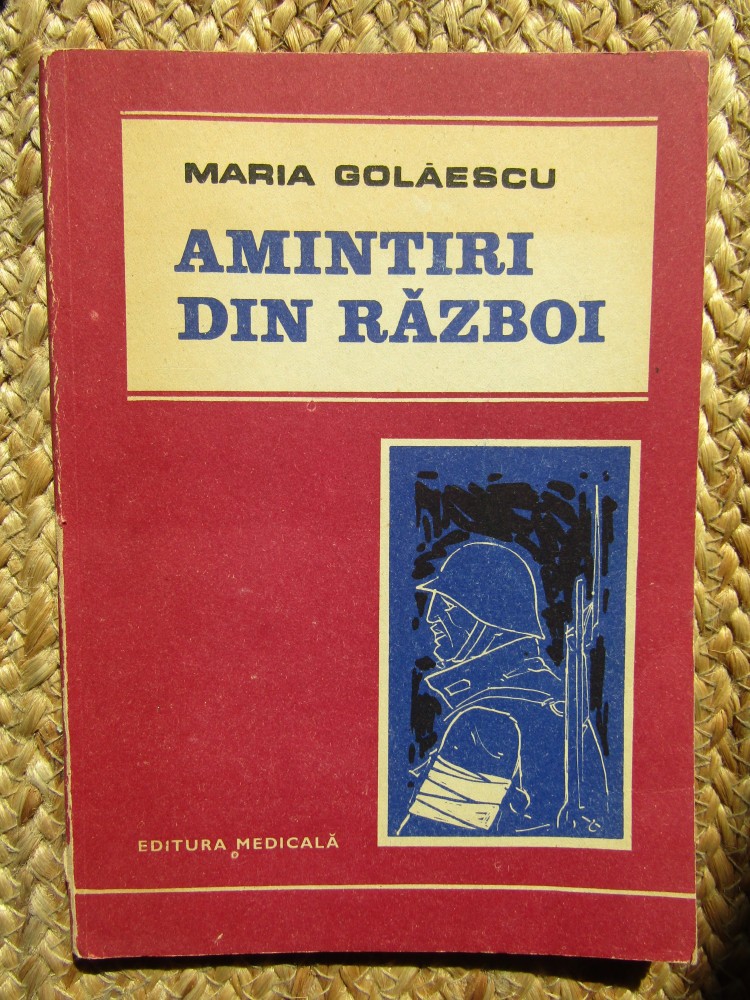 MARIA GOLĂESCU
AMINTIRI
DIN RĂZBOI
EDITURA MEDICALĂ